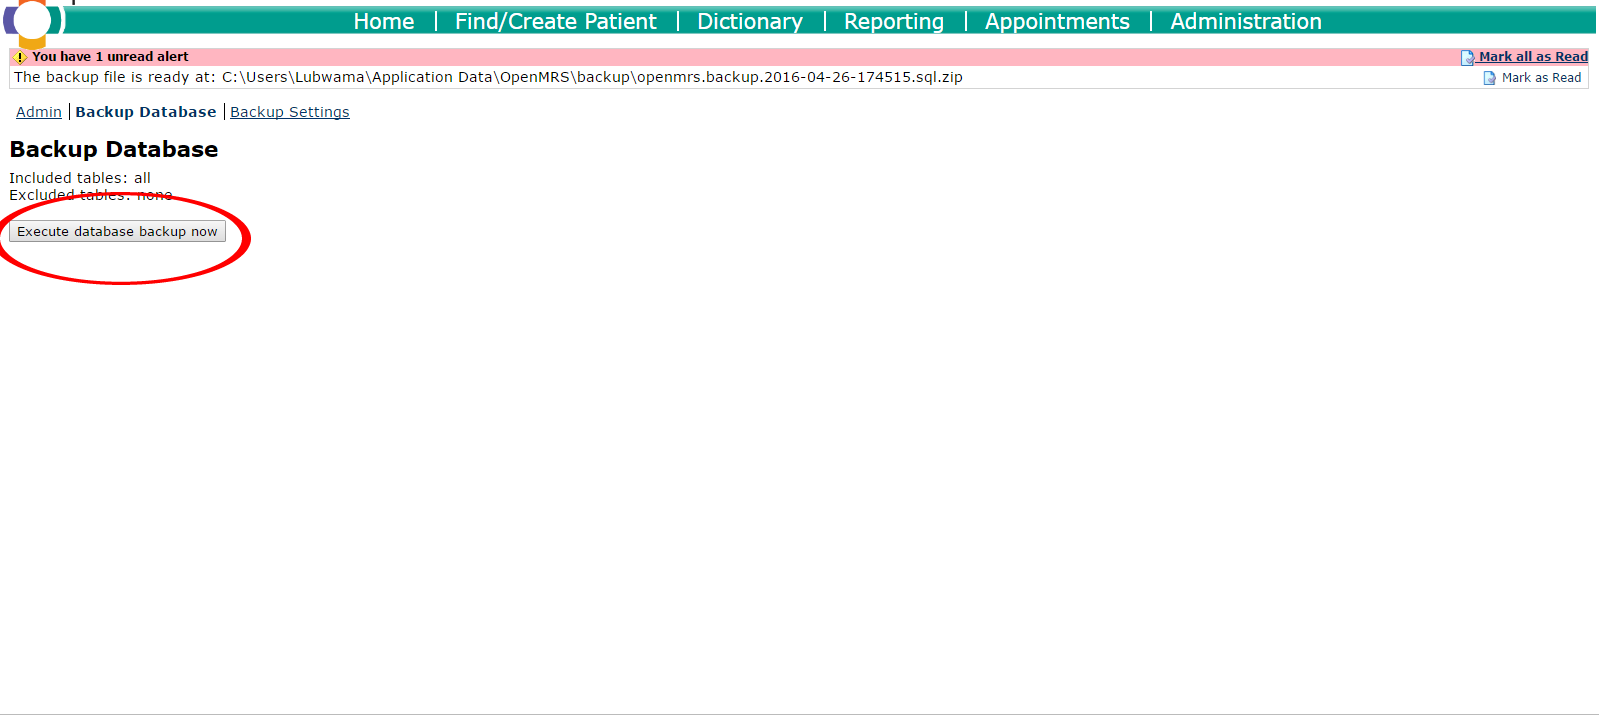 Home Find/Create Patient Dictionary Reporting Appointments Administration
You have 1 unread alert Mark all as Read
The backup file is ready at: C:\Users\Lubwama\Application Data\OpenMRS\backup\openmrs.backup.2016-04-26-174515.sql.zip Mark as Read
Admin Backup Database Backup Settings
Backup Database
Included tables: all
Excluded tables: none
Execute database backup now